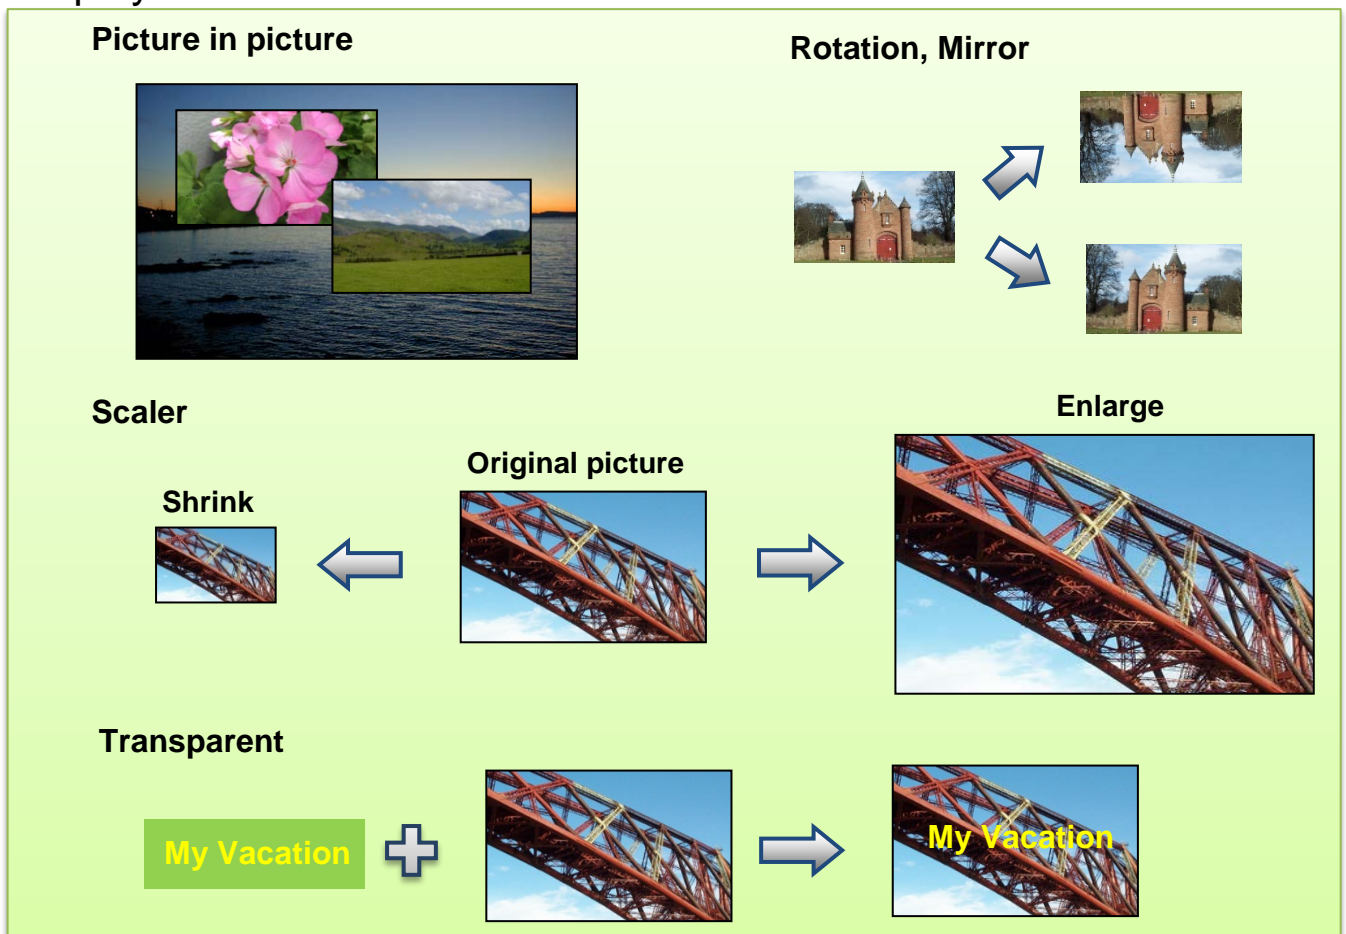 Picture in picture
Rotation, Mirror
Scaler
Enlarge
Original picture
Shrink
Transparent
My Vacation
My Vacation